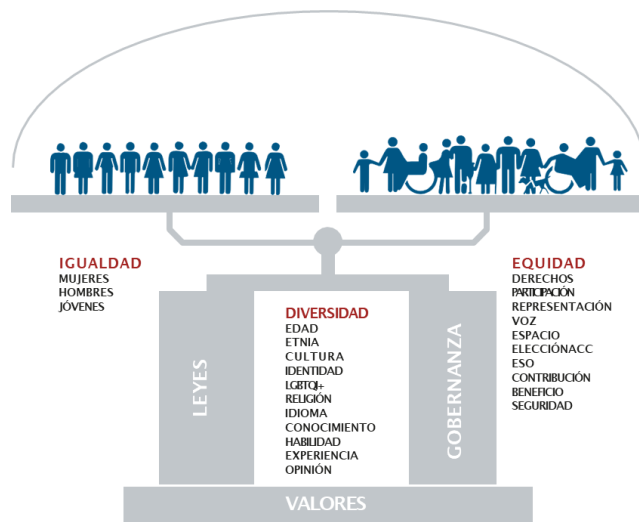 IGUALDAD
MUJERES
HOMBRES
JÓVENES
LEYES
DIVERSIDAD
EDAD
ETNIA
CULTURA
IDENTIDAD
LGBTQI+
RELIGIÓN
IDIOMA
CONOCIMIENTO
HABILIDAD
EXPERIENCIA
OPINIÓN
GOBERNANZA
EQUIDAD
DERECHOS
PARTICIPACIÓN
REPRESENTACIÓN
VOZ
ESPACIO
ELECCIÓNACC
ESO
CONTRIBUCIÓN
BENEFICIO
SEGURIDAD
VALORES